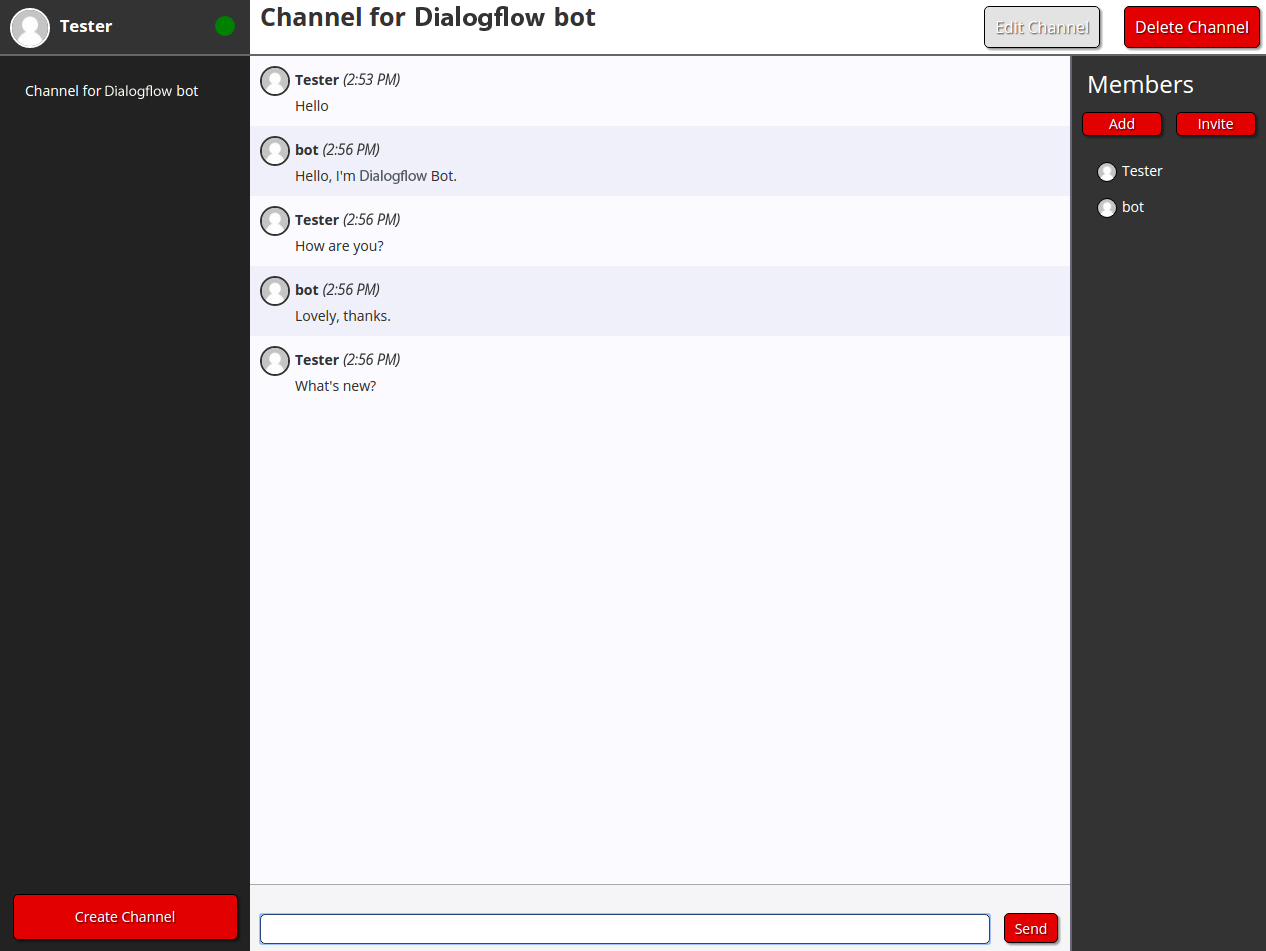 Tester
Channel for Dialogflow bot
Edit Channel
Delete Channel
Channel for Dialogflow bot
Tester (2:53 PM)
Hello
bot (2:56 PM)
Hello, I'm Dialogflow Bot.
Tester (2:56 PM)
How are you?
bot (2:56 PM)
Lovely, thanks.
Tester (2:56 PM)
What's new?
Members
Add Invite
Tester
bot
Create Channel
Send